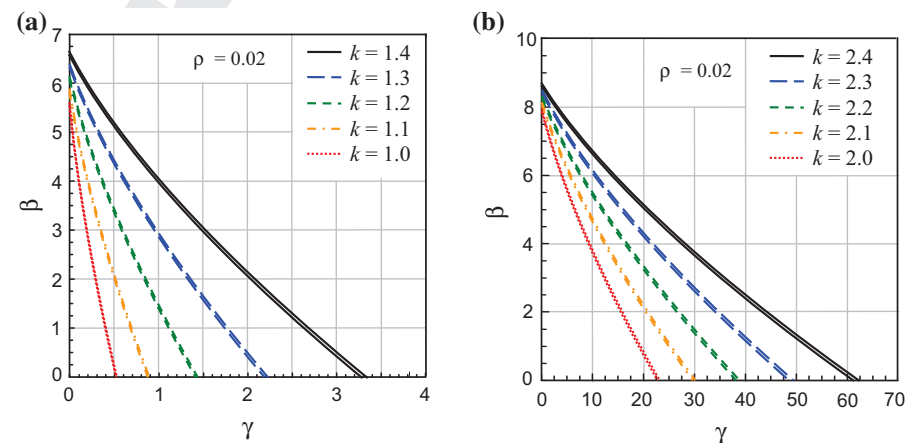 (a)
7
6
5
4
3
2
1
0
β
ρ = 0.02
k = 1.4
k = 1.3
k = 1.2
k = 1.1
k = 1.0
0 1 2 3 4
γ
(b)
10
8
6
4
2
0
β
ρ = 0.02
k = 2.4
k = 2.3
k = 2.2
k = 2.1
k = 2.0
0 10 20 30 40 50 60 70
γ